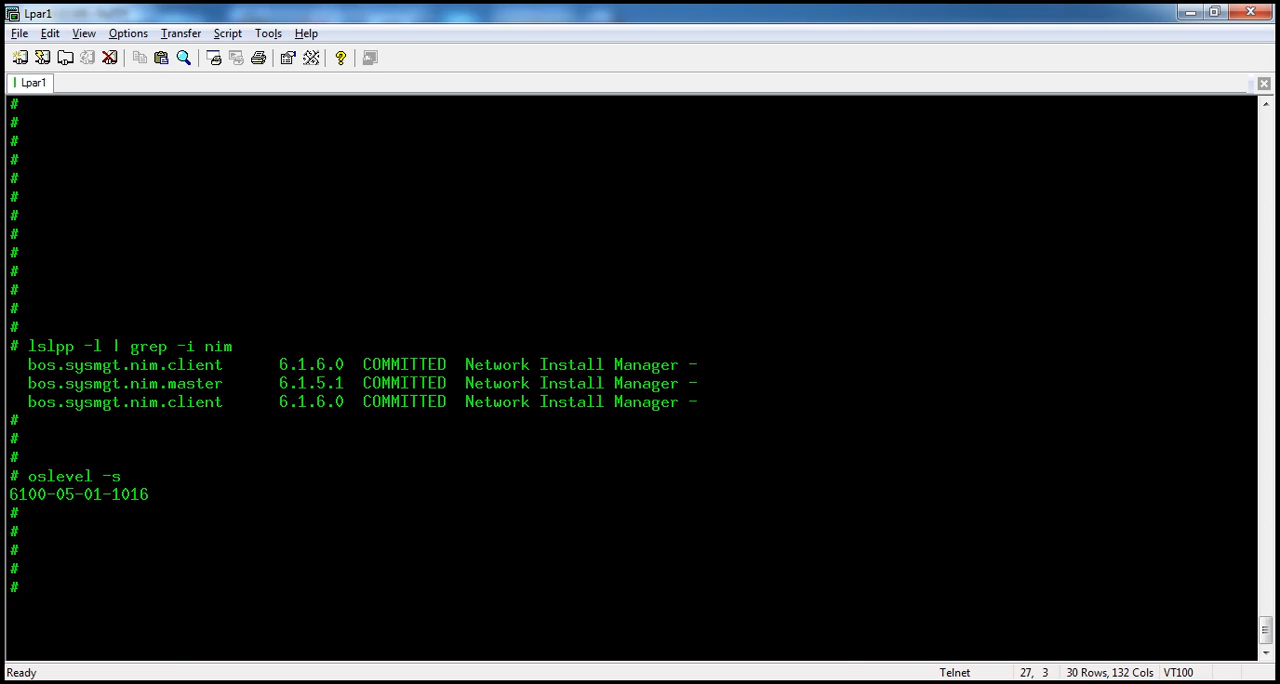 Lpar1
File Edit View Options Transfer Script Tools Help
Lpar1
#
#
#
#
#
#
#
#
#
#
#
#
#
# lslpp -l | grep -i nim
bos.sysmgt.nim.client 6.1.6.0 COMMITTED Network Install Manager -
bos.sysmgt.nim.master 6.1.5.1 COMMITTED Network Install Manager -
bos.sysmgt.nim.client 6.1.6.0 COMMITTED Network Install Manager -
#
#
#
# oslevel -s
6100-05-01-1016
#
#
#
#
#
Ready Telnet 27, 3 30 Rows, 132 Cols VT100